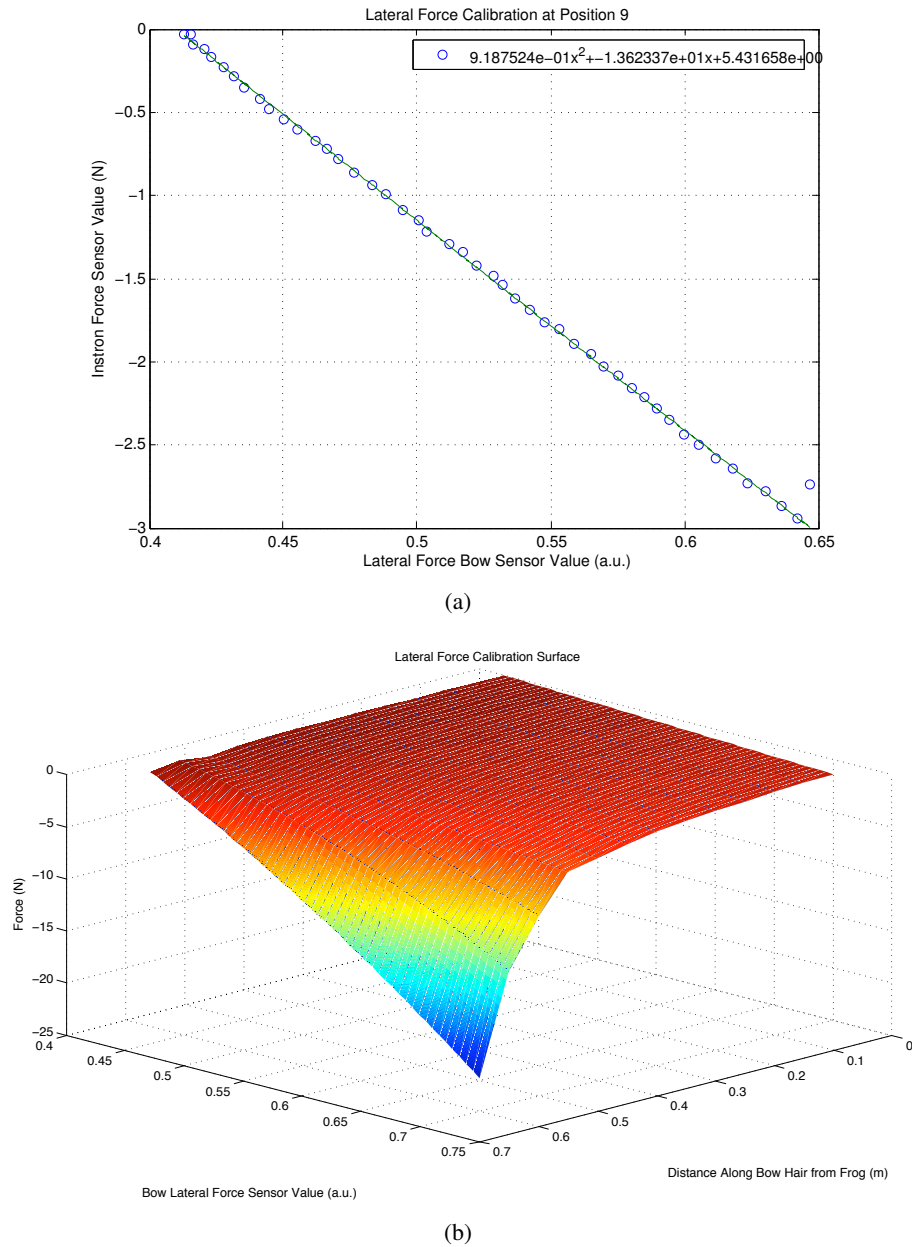 Lateral Force Calibration at Position 9
9.187524e−01x²+−1.362337e+01x+5.431658e+00
0
−0.5
−1
−1.5
−2
−2.5
−3
Instron Force Sensor Value (N)
0.4 0.45 0.5 0.55 0.6 0.65
Lateral Force Bow Sensor Value (a.u.)
(a)
Lateral Force Calibration Surface
0
−5
−10
−15
−20
−25
Force (N)
0.4
0.45
0.5
0.55
0.6
0.65
0.7
0.75
Bow Lateral Force Sensor Value (a.u.)
0
0.1
0.2
0.3
0.4
0.5
0.6
0.7
Distance Along Bow Hair from Frog (m)
(b)